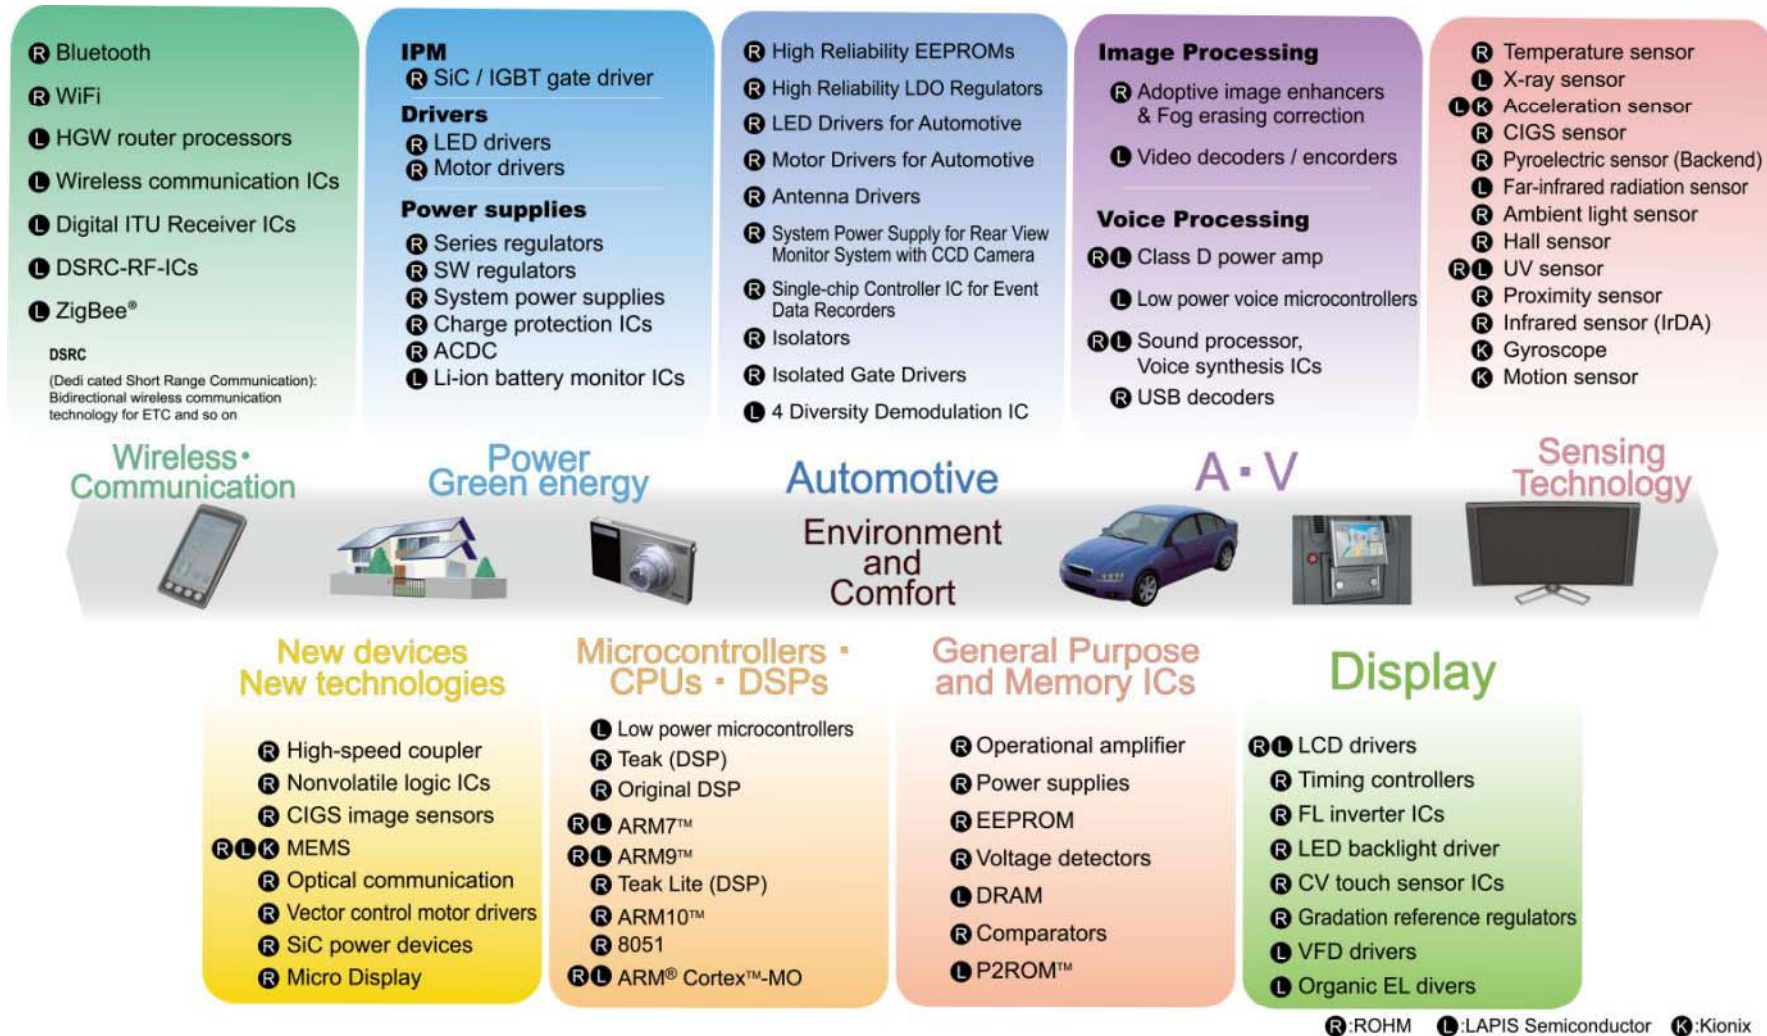 R Bluetooth
R WiFi
L HGW router processors
L Wireless communication ICs
L Digital ITU Receiver ICs
L DSRC-RF-ICs
L ZigBee®
DSRC
(Dedi cated Short Range Communication):
Bidirectional wireless communication
technology for ETC and so on
IPM
R SiC / IGBT gate driver
Drivers
R LED drivers
R Motor drivers
Power supplies
R Series regulators
R SW regulators
R System power supplies
R Charge protection ICs
R ACDC
L Li-ion battery monitor ICs
R High Reliability EEPROMs
R High Reliability LDO Regulators
R LED Drivers for Automotive
R Motor Drivers for Automotive
R Antenna Drivers
R System Power Supply for Rear View
Monitor System with CCD Camera
R Single-chip Controller IC for Event
Data Recorders
R Isolators
R Isolated Gate Drivers
L 4 Diversity Demodulation IC
Image Processing
R Adoptive image enhancers
& Fog erasing correction
L Video decoders / encorders
Voice Processing
R L Class D power amp
L Low power voice microcontrollers
R L Sound processor,
Voice synthesis ICs
R USB decoders
R Temperature sensor
L X-ray sensor
L K Acceleration sensor
R CIGS sensor
R Pyroelectric sensor (Backend)
L Far-infrared radiation sensor
R Ambient light sensor
R Hall sensor
R L UV sensor
R Proximity sensor
R Infrared sensor (IrDA)
K Gyroscope
K Motion sensor
Wireless・
Communication
Power
Green energy
Automotive
A・V
Sensing
Technology
Environment
and
Comfort
New devices
New technologies
R High-speed coupler
R Nonvolatile logic ICs
R CIGS image sensors
R L K MEMS
R Optical communication
R Vector control motor drivers
R SiC power devices
R Micro Display
Microcontrollers・
CPUs・DSPs
L Low power microcontrollers
R Teak (DSP)
R Original DSP
R L ARM7™
R L ARM9™
R Teak Lite (DSP)
R ARM10™
R 8051
R L ARM® Cortex™-MO
General Purpose
and Memory ICs
R Operational amplifier
R Power supplies
R EEPROM
R Voltage detectors
L DRAM
R Comparators
L P2ROM™
Display
R L LCD drivers
R Timing controllers
R FL inverter ICs
R LED backlight driver
R CV touch sensor ICs
R Gradation reference regulators
L VFD drivers
L Organic EL divers
R:ROHM L:LAPIS Semiconductor K:Kionix